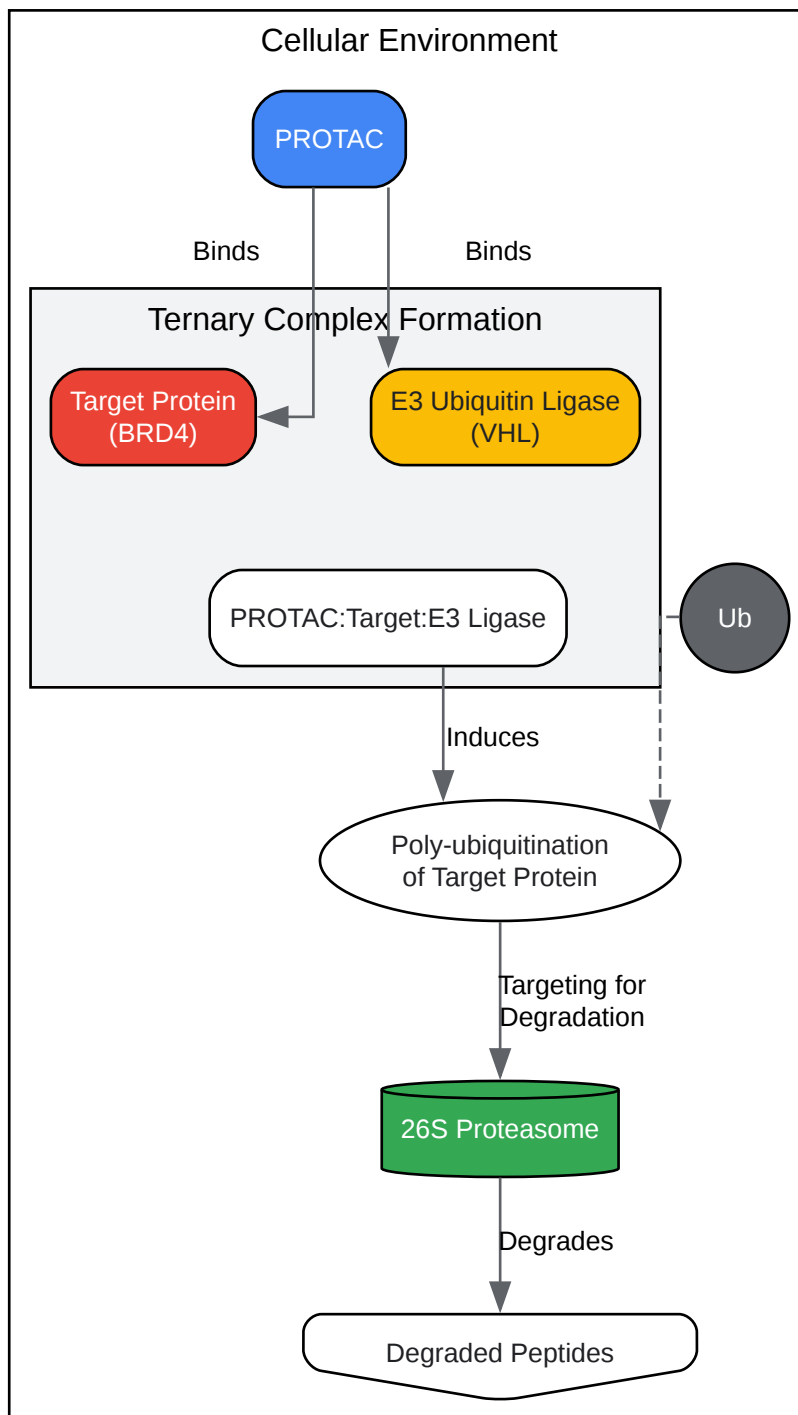 Cellular Environment
PROTAC
Binds
Binds
Ternary Complex Formation
Target Protein
(BRD4)
E3 Ubiquitin Ligase
(VHL)
PROTAC:Target:E3 Ligase
Ub
Induces
Poly-ubiquitination
of Target Protein
Targeting for
Degradation
26S Proteasome
Degrades
Degraded Peptides